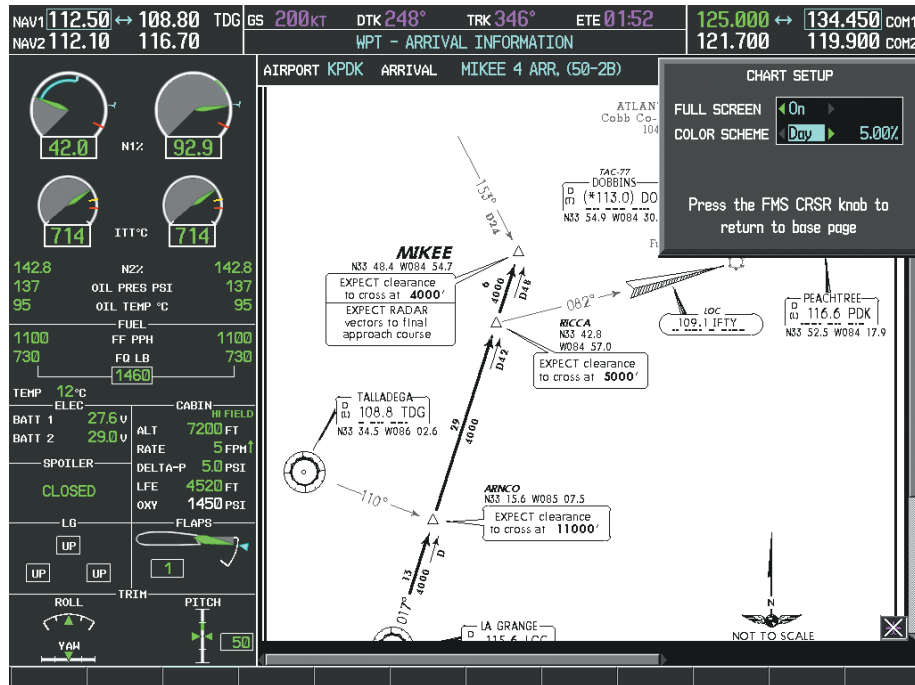 NAV1 112.50 ↔ 108.80 TDG
NAV2 112.10 116.70
GS 200KT DTK 248° TRK 346° ETE 01:52
WPT - ARRIVAL INFORMATION
125.000 ↔ 134.450 COM1
121.700 119.900 COM2
AIRPORT KPDK ARRIVAL MIKEE 4 ARR, (50-2B)
CHART SETUP
FULL SCREEN On
COLOR SCHEME Day 5.00%
Press the FMS CRSR knob to
return to base page
42.0 N1% 92.9
714 ITT°C 714
142.8 N2% 142.8
137 OIL PRES PSI 137
95 OIL TEMP °C 95
FUEL
1100 FF PPH 1100
730 FQ LB 730
1460
TEMP 12°C
ELEC
BATT 1 27.6 V
BATT 2 29.0 V
SPOILER
CLOSED
CABIN
HI FIELD
ALT 7200 FT
RATE 5 FPM↑
DELTA-P 5.0 PSI
LFE 4520 FT
OXY 1450 PSI
LG
UP
UP UP
FLAPS
1
TRIM
ROLL
YAW
PITCH
50
ATLAN
Cobb Co-
104
TAC-77
DOBBINS
D
(T) (*113.0) DO
N33 54.9 W084 30.
153°
D24
MIKEE
N33 48.4 W084 54.7
EXPECT clearance
to cross at 4000'
EXPECT RADAR
vectors to final
approach course
6
4000
D48
082°
LOC
109.1 IFTY
PEACHTREE
D
(L) 116.6 PDK
N33 52.5 W084 17.9
RICCA
N33 42.8
W084 57.0
EXPECT clearance
to cross at 5000'
D42
TALLADEGA
D
(L) 108.8 TDG
N33 34.5 W086 02.6
29
4000
110°
ARNCO
N33 15.6 W085 07.5
EXPECT clearance
to cross at 11000'
13
4000
D
017°
LA GRANGE
D 115.6 LGC
N
NOT TO SCALE